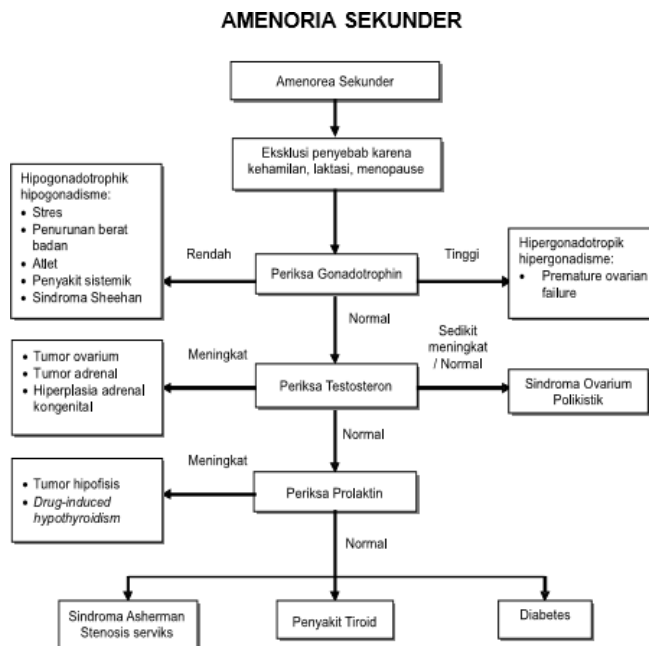 AMENORIA SEKUNDER
Amenorea Sekunder
Eksklusi penyebab karena
kehamilan, laktasi, menopause
Hipogonadotrophik
hipogonadisme:
• Stres
• Penurunan berat
badan
• Atlet
• Penyakit sistemik
• Sindroma Sheehan
Rendah
Periksa Gonadotrophin
Tinggi
Hipergonadotropik
hipergonadisme:
• Premature ovarian
failure
Normal
• Tumor ovarium
• Tumor adrenal
• Hiperplasia adrenal
kongenital
Meningkat
Periksa Testosteron
Sedikit
meningkat
/ Normal
Sindroma Ovarium
Polikistik
Normal
• Tumor hipofisis
• Drug-induced
hypothyroidism
Meningkat
Periksa Prolaktin
Normal
Sindroma Asherman
Stenosis serviks
Penyakit Tiroid
Diabetes